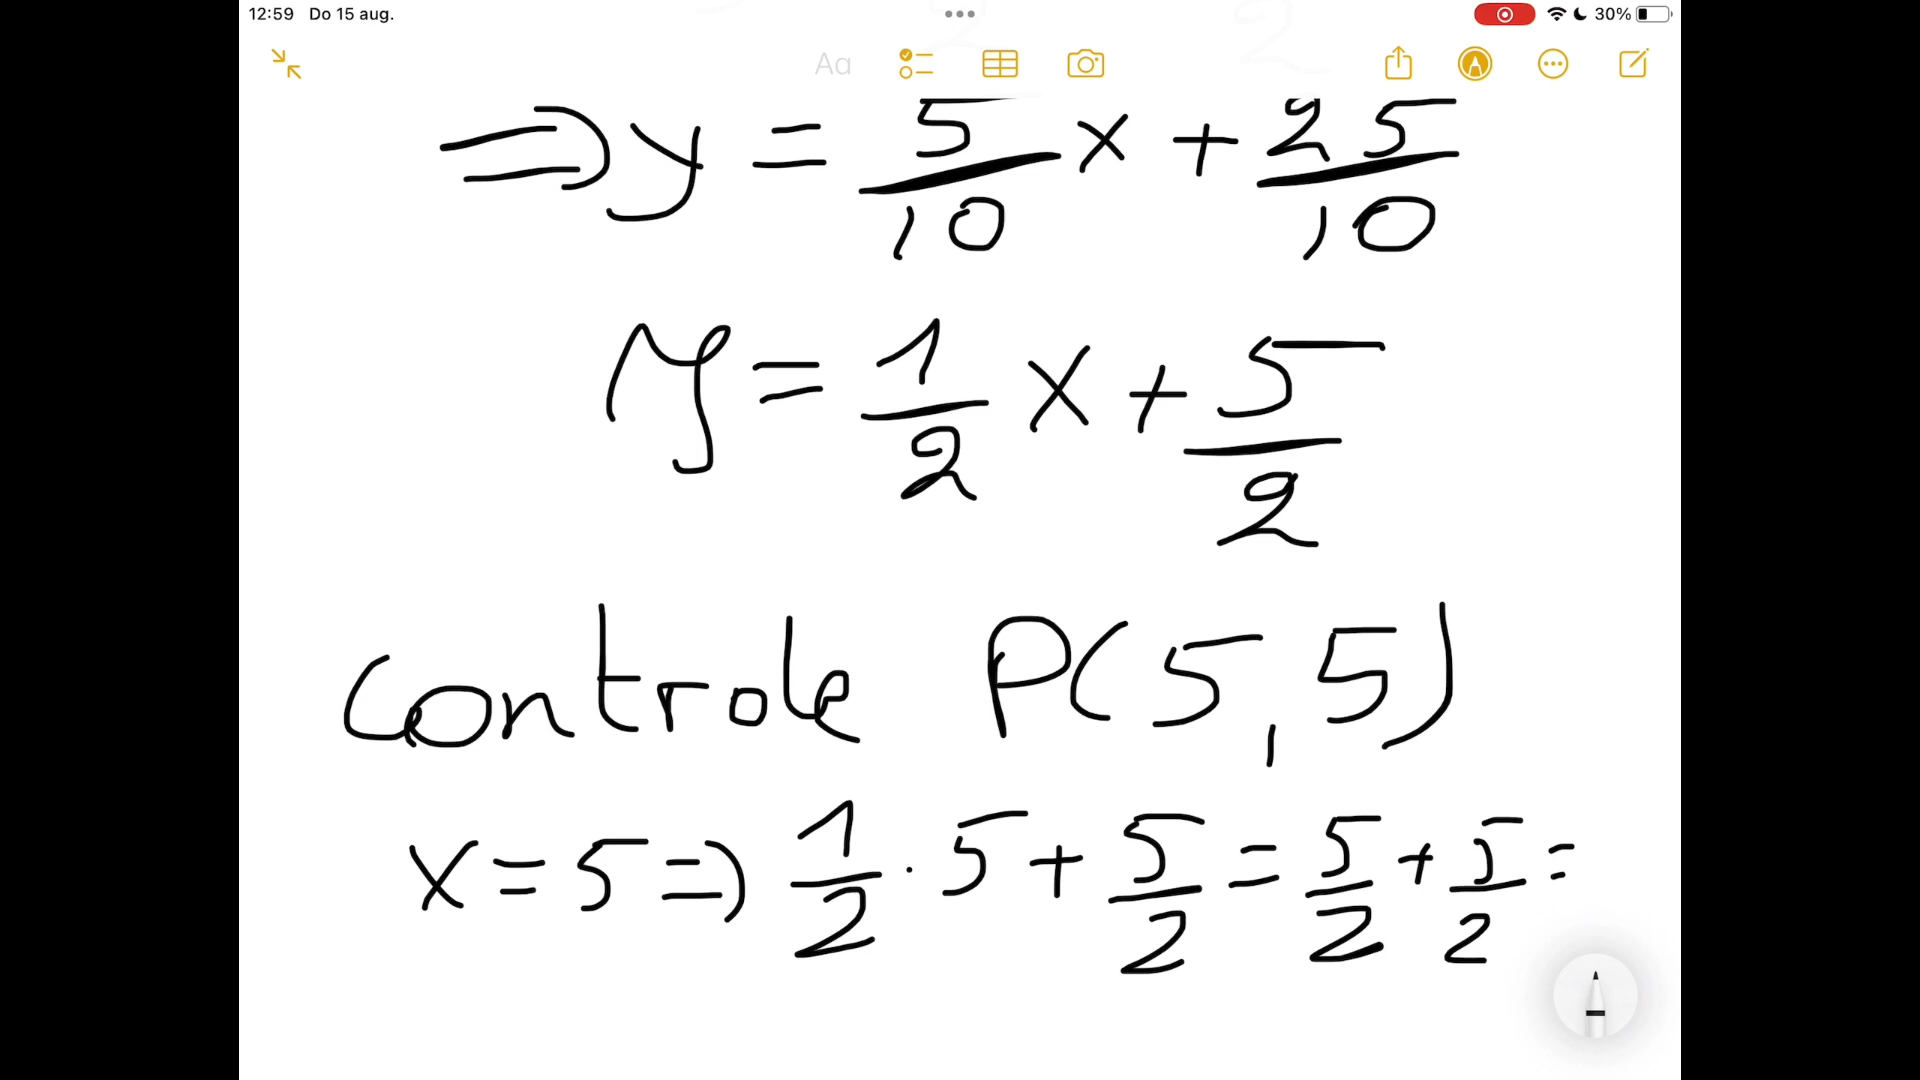 12:59 Do 15 aug. 30%
Aa
⇒ y = 5/10 x + 25/10
y = 1/2 x + 5/2
controle P(5,5)
x = 5 ⇒ 1/2 · 5 + 5/2 = 5/2 + 5/2 =